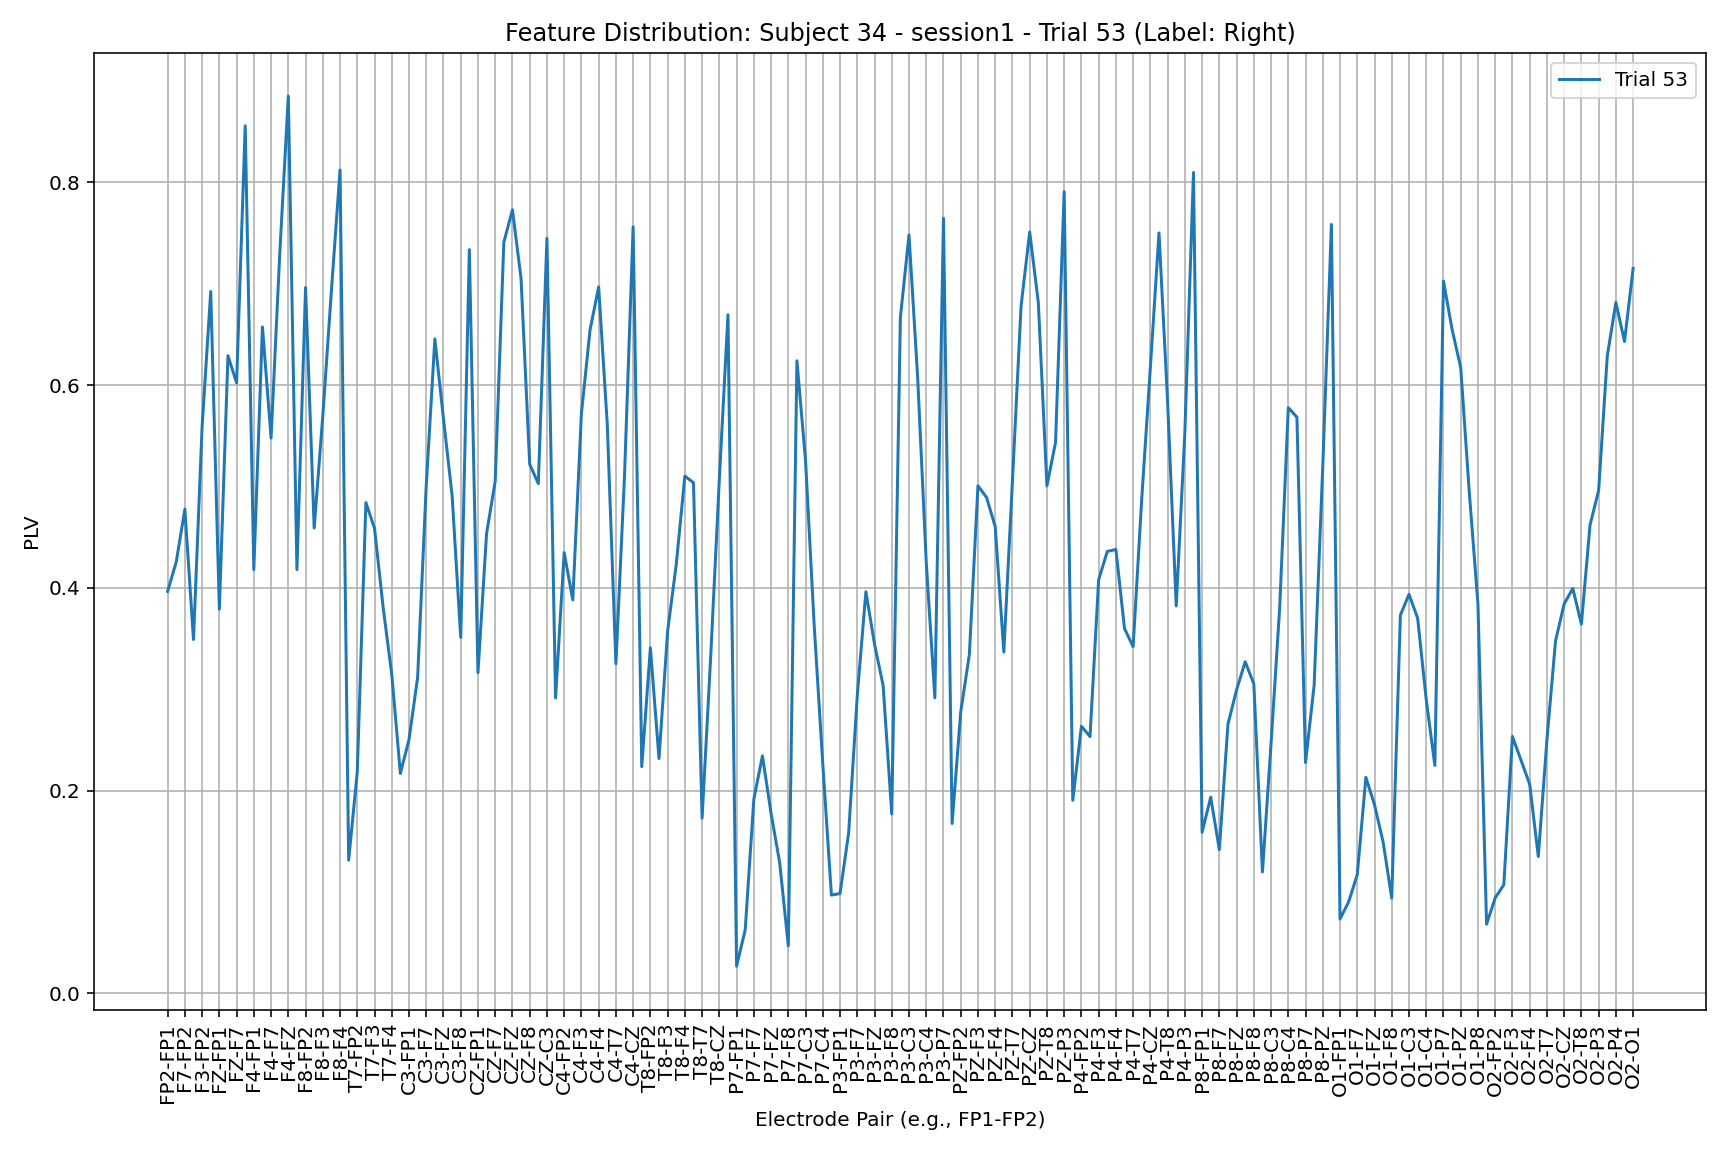 Feature Distribution: Subject 34 - session1 - Trial 53 (Label: Right)
Trial 53
PLV
0.8
0.6
0.4
0.2
0.0
FP2-FP1
F7-FP2
F3-FP2
FZ-FP1
FZ-F7
F4-FP1
F4-F7
F4-FZ
F8-FP2
F8-F3
F8-F4
T7-FP2
T7-F3
T7-F4
C3-FP1
C3-F7
C3-FZ
C3-F8
CZ-FP1
CZ-F7
CZ-FZ
CZ-F8
CZ-C3
C4-FP2
C4-F3
C4-F4
C4-T7
C4-CZ
T8-FP2
T8-F3
T8-F4
T8-T7
T8-CZ
P7-FP1
P7-F7
P7-FZ
P7-F8
P7-C3
P7-C4
P3-FP1
P3-F7
P3-FZ
P3-F8
P3-C3
P3-C4
P3-P7
PZ-FP2
PZ-F3
PZ-F4
PZ-T7
PZ-CZ
PZ-T8
PZ-P3
P4-FP2
P4-F3
P4-F4
P4-T7
P4-CZ
P4-T8
P4-P3
P8-FP1
P8-F7
P8-FZ
P8-F8
P8-C3
P8-C4
P8-P7
P8-PZ
O1-FP1
O1-F7
O1-FZ
O1-F8
O1-C3
O1-C4
O1-P7
O1-PZ
O1-P8
O2-FP2
O2-F3
O2-F4
O2-T7
O2-CZ
O2-T8
O2-P3
O2-P4
O2-O1
Electrode Pair (e.g., FP1-FP2)